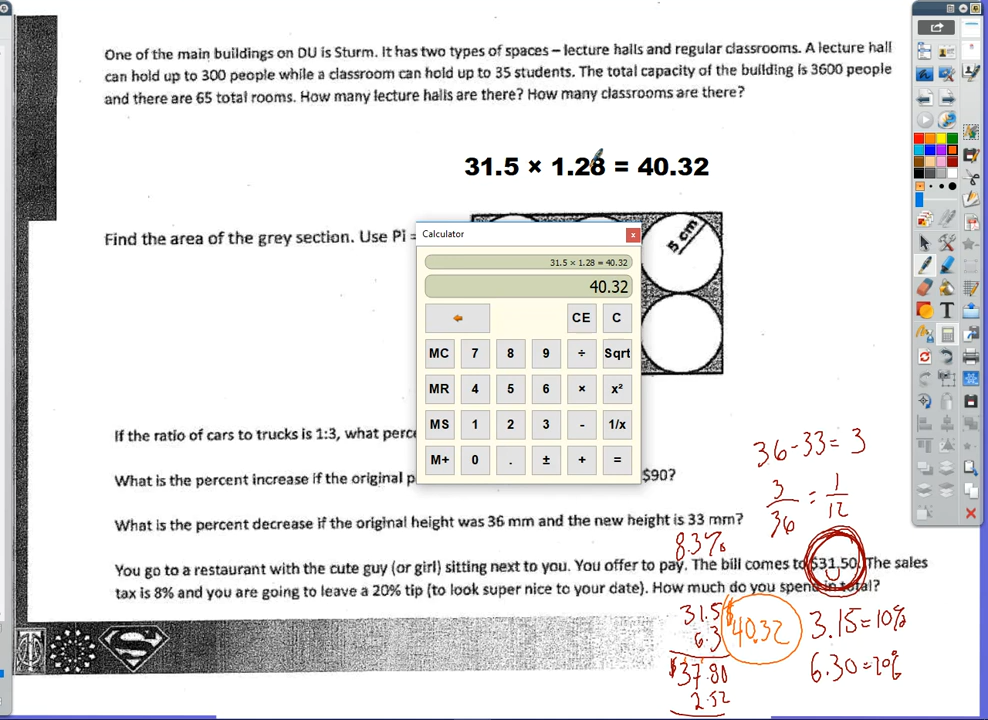 One of the main buildings on DU is Sturm. It has two types of spaces – lecture halls and regular classrooms. A lecture hall
can hold up to 300 people while a classroom can hold up to 35 students. The total capacity of the building is 3600 people
and there are 65 total rooms. How many lecture halls are there? How many classrooms are there?
31.5 × 1.28 = 40.32
Find the area of the grey section. Use Pi =
5 cm
Calculator
x
31.5 × 1.28 = 40.32
40.32
CE C
MC 7 8 9 ÷ Sqrt
MR 4 5 6 × x²
MS 1 2 3 - 1/x
M+ 0 . ± + =
If the ratio of cars to trucks is 1:3, what perce
36-33=3
What is the percent increase if the original p $90?
3/36 = 1/12
What is the percent decrease if the original height was 36 mm and the new height is 33 mm?
8.3%
You go to a restaurant with the cute guy (or girl) sitting next to you. You offer to pay. The bill comes to $31.50. The sales
tax is 8% and you are going to leave a 20% tip (to look super nice to your date). How much do you spend in total?
31.5
6.3
$37.80
2.52
$40.32
3.15=10%
6.30=20%